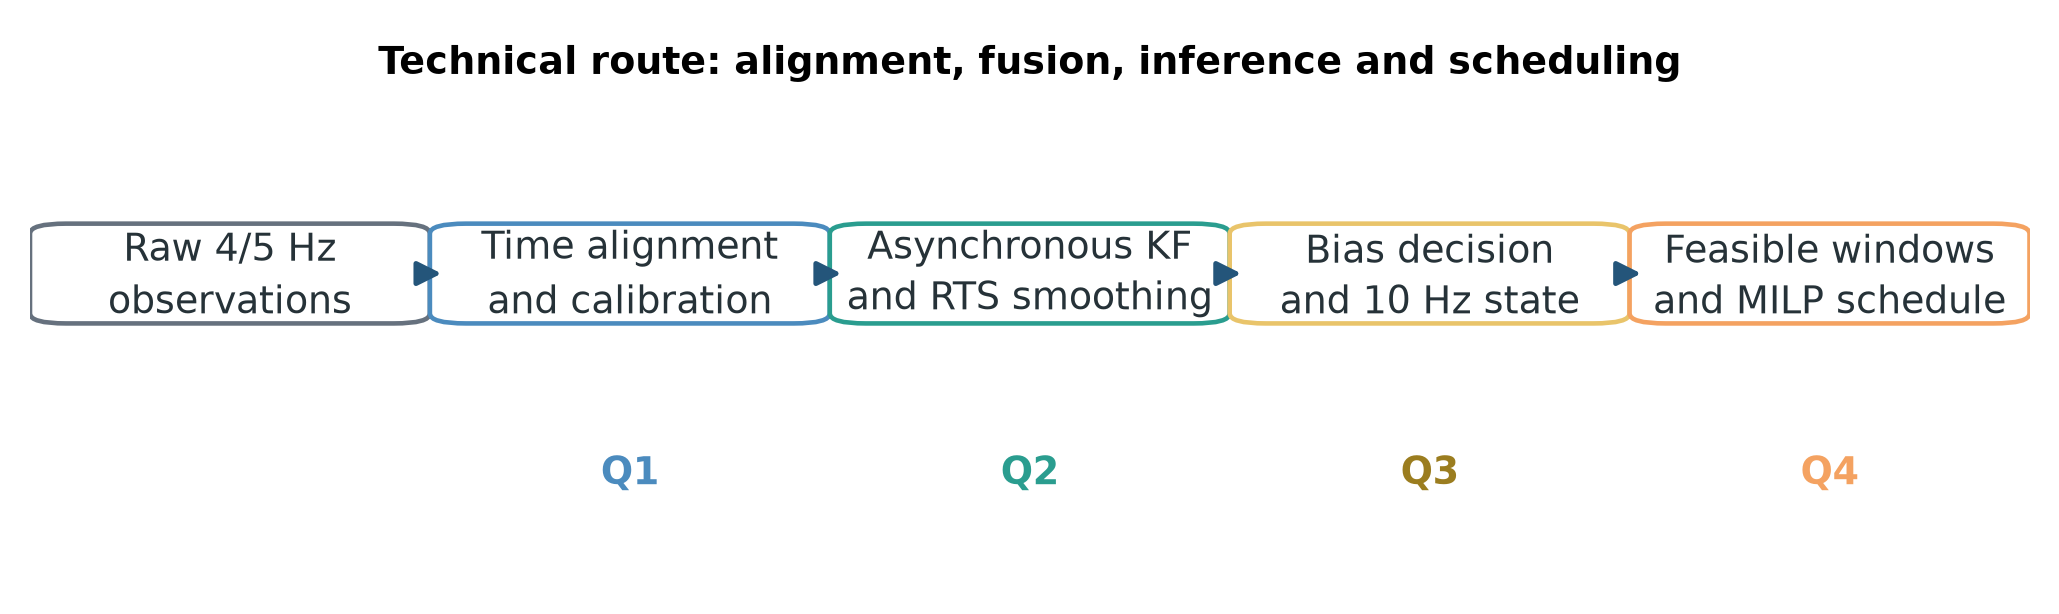 Technical route: alignment, fusion, inference and scheduling
Raw 4/5 Hz
observations
Time alignment
and calibration
Asynchronous KF
and RTS smoothing
Bias decision
and 10 Hz state
Feasible windows
and MILP schedule
Q1
Q2
Q3
Q4